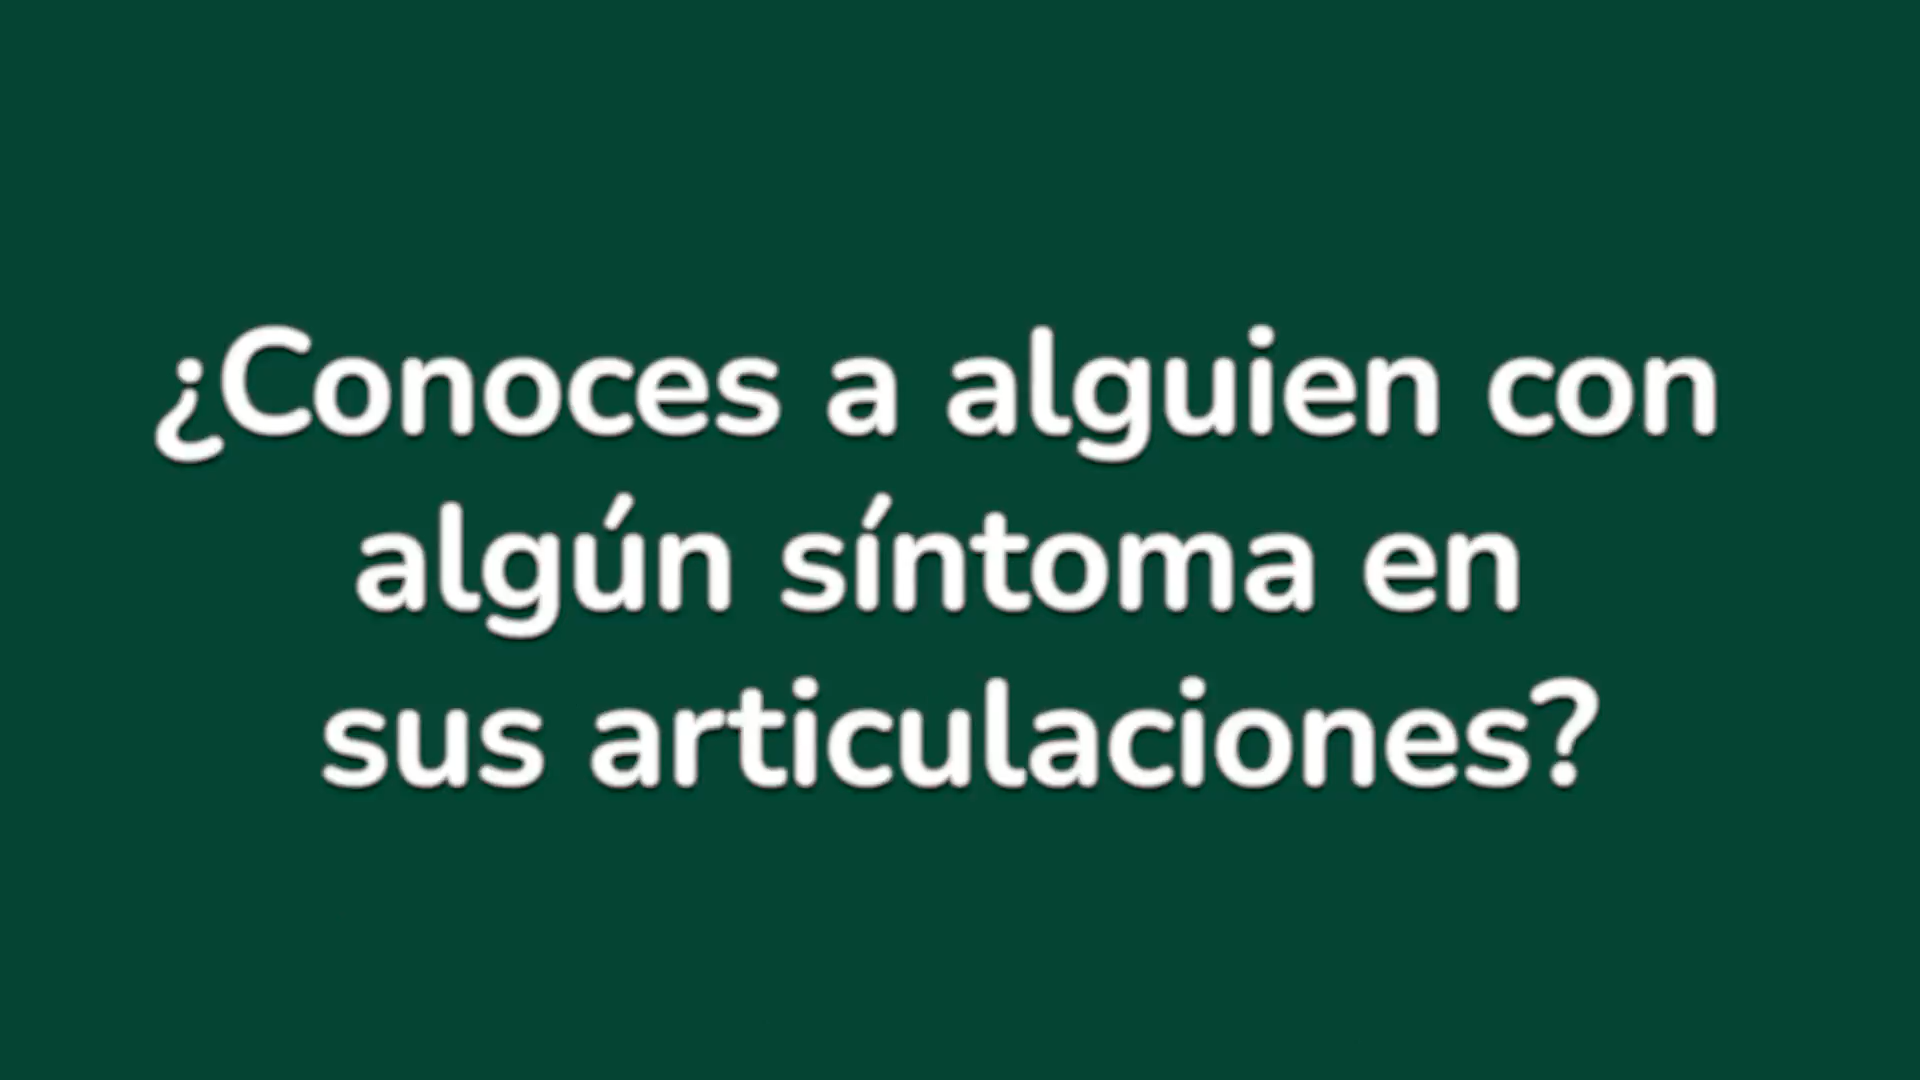 ¿Conoces a alguien con
algún síntoma en
sus articulaciones?